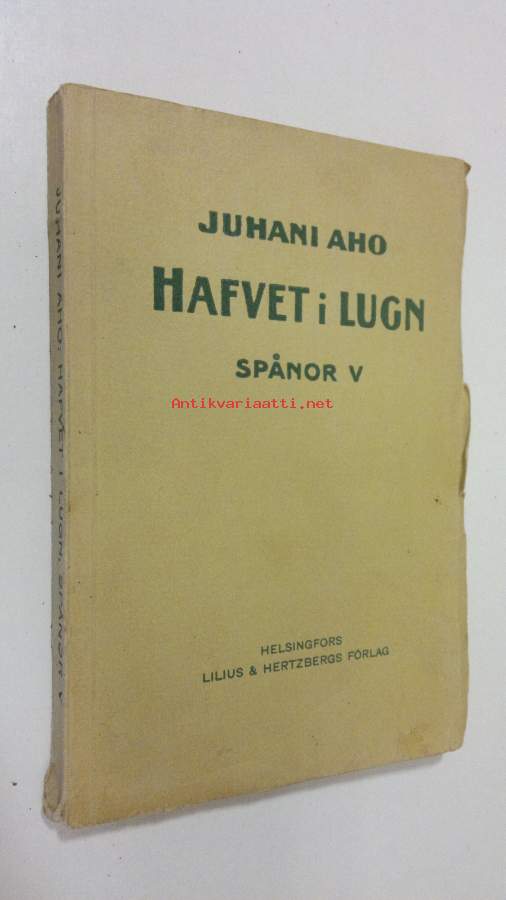 JUHANI AHO
HAFVET i LUGN
SPÅNOR V
Antikvariaatti.net
HELSINGFORS
LILIUS & HERTZBERGS FÖRLAG
JUHANI AHO: HAFVET I LUGN. SPÅNOR V